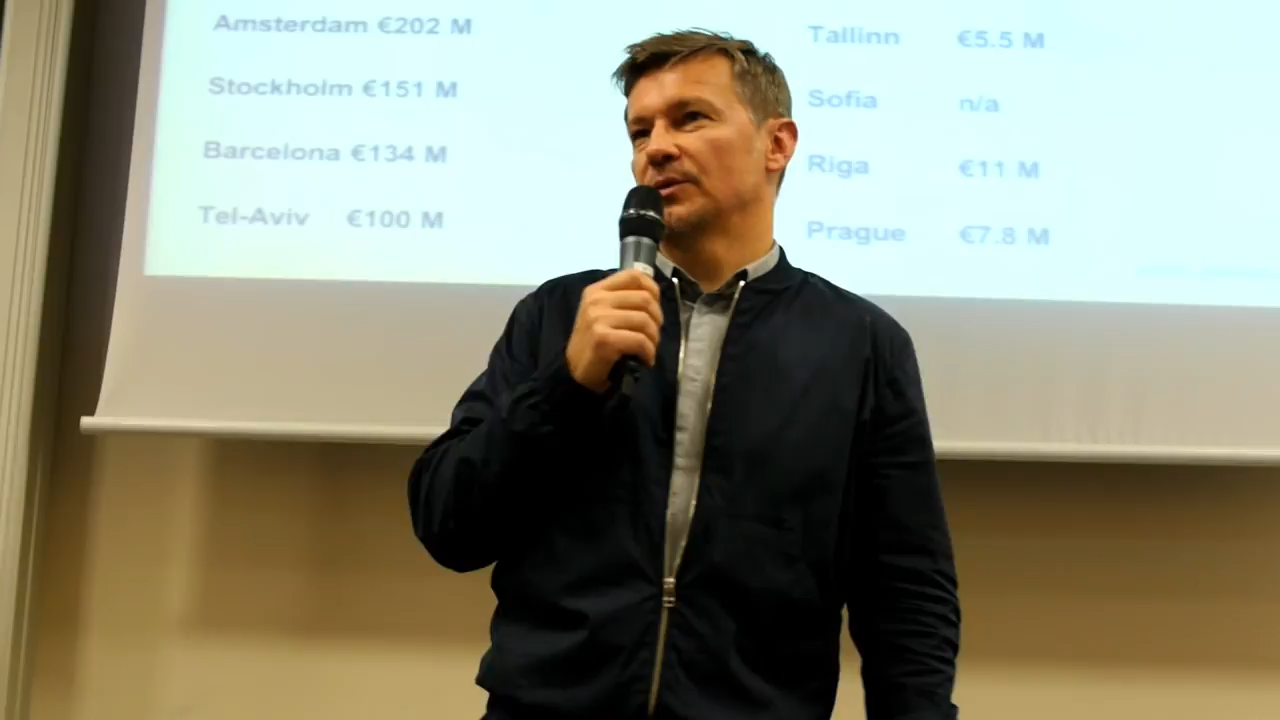 Amsterdam €202 M
Stockholm €151 M
Barcelona €134 M
Tel-Aviv €100 M
Tallinn €5.5 M
Sofia n/a
Riga €11 M
Prague €7.8 M